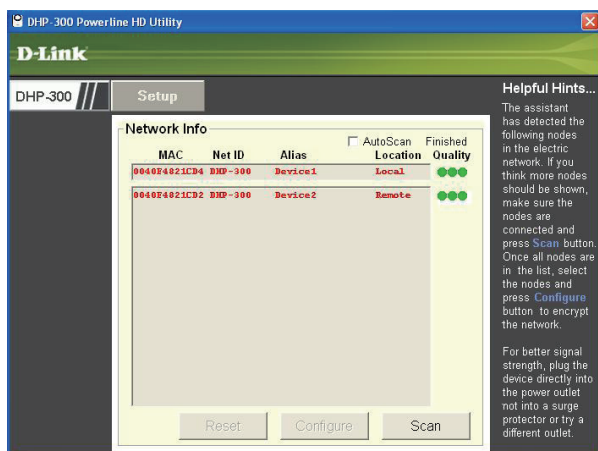 DHP-300 Powerline HD Utility
D-Link
DHP-300
Setup
Network Info
AutoScan Finished
MAC Net ID Alias Location Quality
0040F4821CD4 DHP-300 Device1 Local
0040F4821CD2 DHP-300 Device2 Remote
Reset Configure Scan
Helpful Hints...
The assistant
has detected the
following nodes
in the electric
network. If you
think more nodes
should be shown,
make sure the
nodes are
connected and
press Scan button.
Once all nodes are
in the list, select
the nodes and
press Configure
button to encrypt
the network.
For better signal
strength, plug the
device directly into
the power outlet
not into a surge
protector or try a
different outlet.